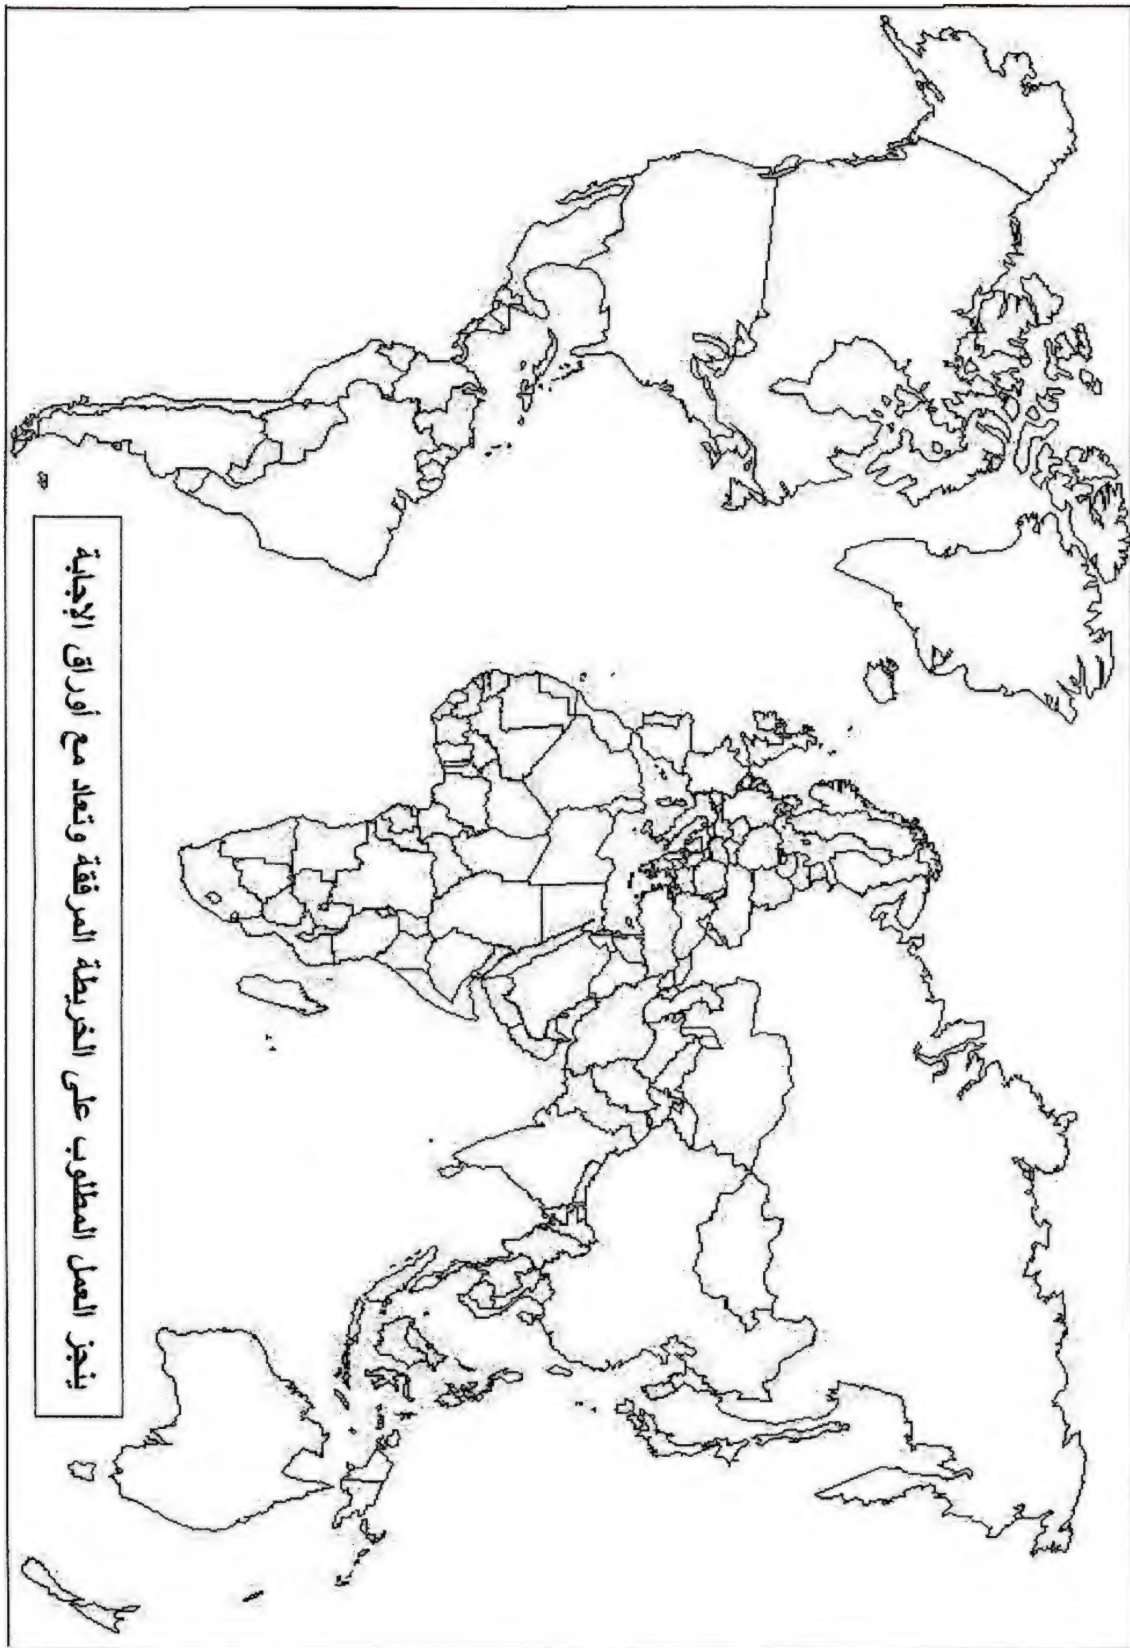 ينجز العمل المطلوب على الخريطة المرفقة وتعاد مع أوراق الإجابة